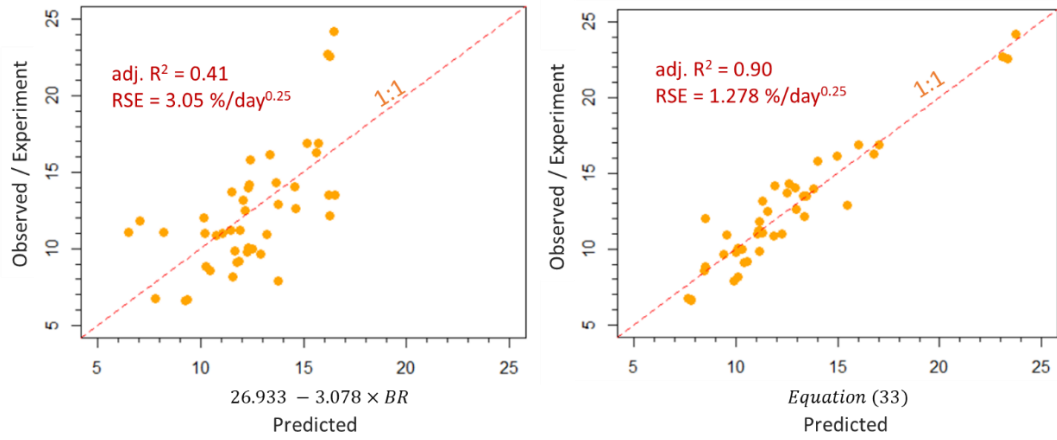 adj. R² = 0.41
RSE = 3.05 %/day^0.25
1:1
Observed / Experiment
25
20
15
10
5
5 10 15 20 25
26.933 − 3.078 × BR
Predicted
adj. R² = 0.90
RSE = 1.278 %/day^0.25
1:1
Observed / Experiment
25
20
15
10
5
5 10 15 20 25
Equation (33)
Predicted